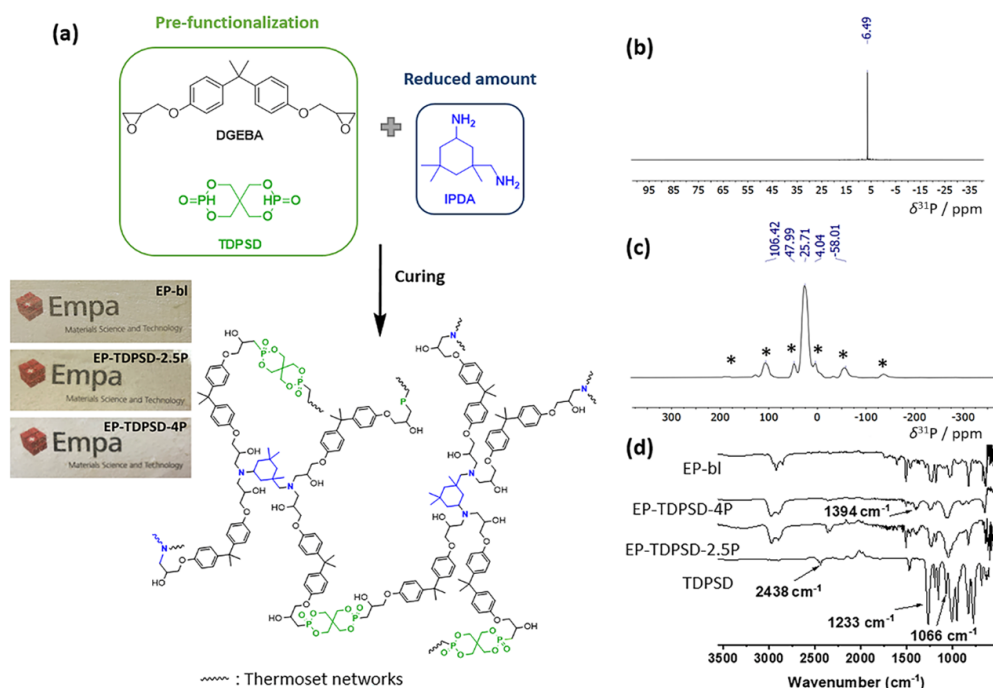 (a)
Pre-functionalization
DGEBA
O=PH
HP=O
O
O
O
O
TDPSD
Reduced amount
NH₂
NH₂
IPDA
Curing
EP-bl
Empa
Materials Science and Technology
EP-TDPSD-2.5P
Empa
Materials Science and Technology
EP-TDPSD-4P
Empa
Materials Science and Technology
: Thermoset networks
(b)
6.49
95 85 75 65 55 45 35 25 15 5 -5 -15 -25 -35
δ³¹P / ppm
(c)
106.42
47.99
25.71
4.04
-58.01
* * * * * *
300 200 100 0 -100 -200 -300
δ³¹P / ppm
(d)
EP-bl
EP-TDPSD-4P
1394 cm⁻¹
EP-TDPSD-2.5P
TDPSD
2438 cm⁻¹
1233 cm⁻¹
1066 cm⁻¹
3500 3000 2500 2000 1500 1000
Wavenumber (cm⁻¹)